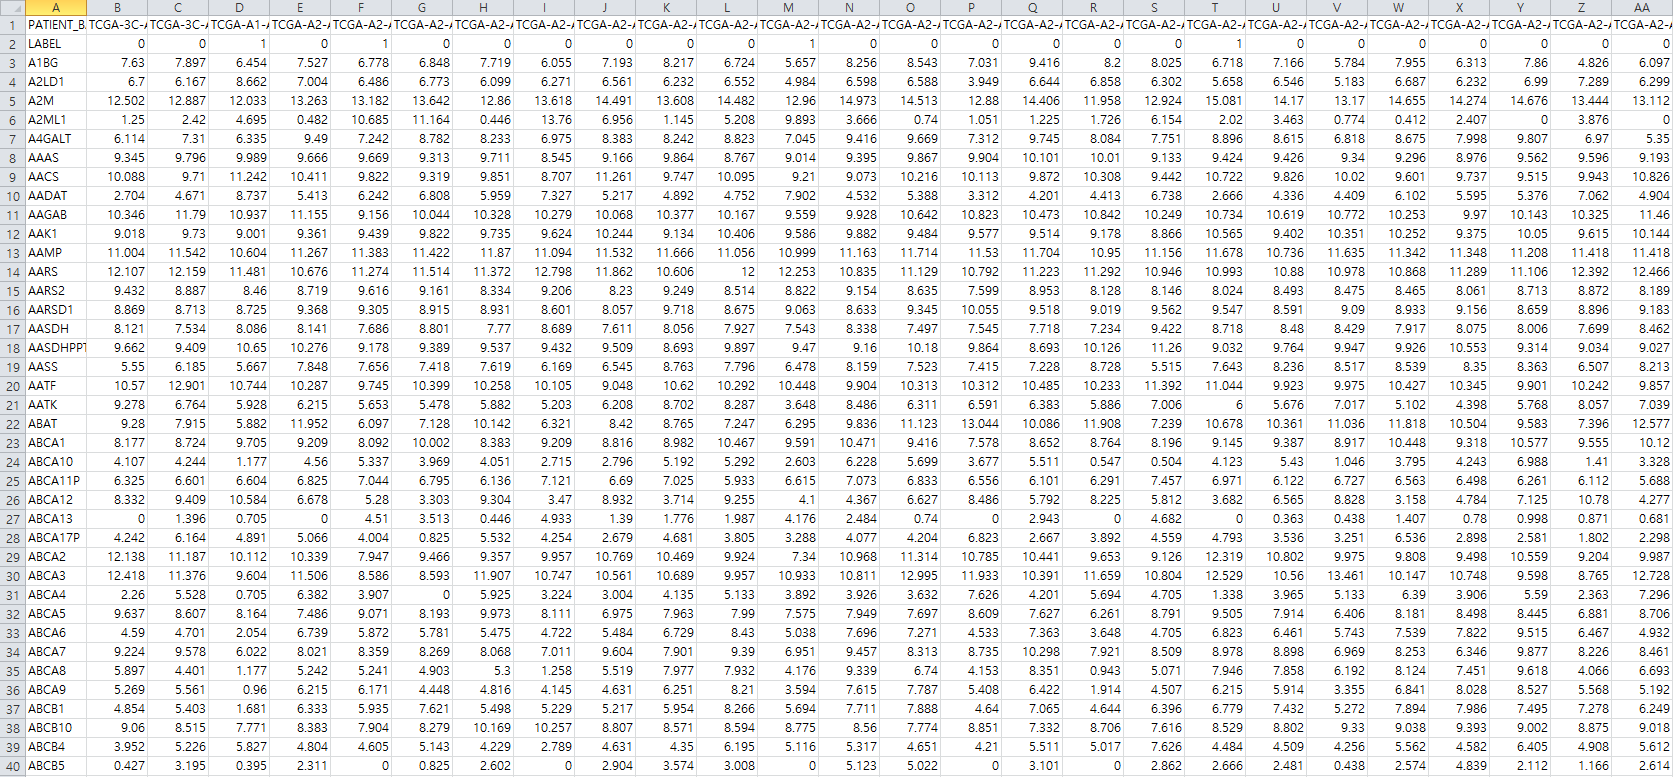 A B C D E F G H I J K L M N O P Q R S T U V W X Y Z AA
1 PATIENT_B TCGA-3C-A TCGA-3C-A TCGA-A1-A TCGA-A2-A TCGA-A2-A TCGA-A2-A TCGA-A2-A TCGA-A2-A TCGA-A2-A TCGA-A2-A TCGA-A2-A TCGA-A2-A TCGA-A2-A TCGA-A2-A TCGA-A2-A TCGA-A2-A TCGA-A2-A TCGA-A2-A TCGA-A2-A TCGA-A2-A TCGA-A2-A TCGA-A2-A TCGA-A2-A TCGA-A2-A TCGA-A2-A TCGA-A2-A
2 LABEL 0 0 1 0 1 0 0 0 0 0 0 1 0 0 0 0 0 0 1 0 0 0 0 0 0 0
3 A1BG 7.63 7.897 6.454 7.527 6.778 6.848 7.719 6.055 7.193 8.217 6.724 5.657 8.256 8.543 7.031 9.416 8.2 8.025 6.718 7.166 5.784 7.955 6.313 7.86 4.826 6.097
4 A2LD1 6.7 6.167 8.662 7.004 6.486 6.773 6.099 6.271 6.561 6.232 6.552 4.984 6.598 6.588 3.949 6.644 6.858 6.302 5.658 6.546 5.183 6.687 6.232 6.99 7.289 6.299
5 A2M 12.502 12.887 12.033 13.263 13.182 13.642 12.86 13.618 14.491 13.608 14.482 12.96 14.973 14.513 12.88 14.406 11.958 12.924 15.081 14.17 13.17 14.655 14.274 14.676 13.444 13.112
6 A2ML1 1.25 2.42 4.695 0.482 10.685 11.164 0.446 13.76 6.956 1.145 5.208 9.893 3.666 0.74 1.051 1.225 1.726 6.154 2.02 3.463 0.774 0.412 2.407 0 3.876 0
7 A4GALT 6.114 7.31 6.335 9.49 7.242 8.782 8.233 6.975 8.383 8.242 8.823 7.045 9.416 9.669 7.312 9.745 8.084 7.751 8.896 8.615 6.818 8.675 7.998 9.807 6.97 5.35
8 AAAS 9.345 9.796 9.989 9.666 9.669 9.313 9.711 8.545 9.166 9.864 8.767 9.014 9.395 9.867 9.904 10.101 10.01 9.133 9.424 9.426 9.34 9.296 8.976 9.562 9.596 9.193
9 AACS 10.088 9.71 11.242 10.411 9.822 9.319 9.851 8.707 11.261 9.747 10.095 9.21 9.073 10.216 10.113 9.872 10.308 9.442 10.722 9.826 10.02 9.601 9.737 9.515 9.943 10.826
10 AADAT 2.704 4.671 8.737 5.413 6.242 6.808 5.959 7.327 5.217 4.892 4.752 7.902 4.532 5.388 3.312 4.201 4.413 6.738 2.666 4.336 4.409 6.102 5.595 5.376 7.062 4.904
11 AAGAB 10.346 11.79 10.937 11.155 9.156 10.044 10.328 10.279 10.068 10.377 10.167 9.559 9.928 10.642 10.823 10.473 10.842 10.249 10.734 10.619 10.772 10.253 9.97 10.143 10.325 11.46
12 AAK1 9.018 9.73 9.001 9.361 9.439 9.822 9.735 9.624 10.244 9.134 10.406 9.586 9.882 9.484 9.577 9.514 9.178 8.866 10.565 9.402 10.351 10.252 9.375 10.05 9.615 10.144
13 AAMP 11.004 11.542 10.604 11.267 11.383 11.422 11.87 11.094 11.532 11.666 11.056 10.999 11.163 11.714 11.53 11.704 10.95 11.156 11.678 10.736 11.635 11.342 11.348 11.208 11.418 11.418
14 AARS 12.107 12.159 11.481 10.676 11.274 11.514 11.372 12.798 11.862 10.606 12 12.253 10.835 11.129 10.792 11.223 11.292 10.946 10.993 10.88 10.978 10.868 11.289 11.106 12.392 12.466
15 AARS2 9.432 8.887 8.46 8.719 9.616 9.161 8.334 9.206 8.23 9.249 8.514 8.822 9.154 8.635 7.599 8.953 8.128 8.146 8.024 8.493 8.475 8.465 8.061 8.713 8.872 8.189
16 AARSD1 8.869 8.713 8.725 9.368 9.305 8.915 8.931 8.601 8.057 9.718 8.675 9.063 8.633 9.345 10.055 9.518 9.019 9.562 9.547 8.591 9.09 8.933 9.156 8.659 8.896 9.183
17 AASDH 8.121 7.534 8.086 8.141 7.686 8.801 7.77 8.689 7.611 8.056 7.927 7.543 8.338 7.497 7.545 7.718 7.234 9.422 8.718 8.48 8.429 7.917 8.075 8.006 7.699 8.462
18 AASDHPPT 9.662 9.409 10.65 10.276 9.178 9.389 9.537 9.432 9.509 8.693 9.897 9.47 9.16 10.18 9.864 8.693 10.126 11.26 9.032 9.764 9.947 9.926 10.553 9.314 9.034 9.027
19 AASS 5.55 6.185 5.667 7.848 7.656 7.418 7.619 6.169 6.545 8.763 7.796 6.478 8.159 7.523 7.415 7.228 8.728 5.515 7.643 8.236 8.517 8.539 8.35 8.363 6.507 8.213
20 AATF 10.57 12.901 10.744 10.287 9.745 10.399 10.258 10.105 9.048 10.62 10.292 10.448 9.904 10.313 10.312 10.485 10.233 11.392 11.044 9.923 9.975 10.427 10.345 9.901 10.242 9.857
21 AATK 9.278 6.764 5.928 6.215 5.653 5.478 5.882 5.203 6.208 8.702 8.287 3.648 8.486 6.311 6.591 6.383 5.886 7.006 6 5.676 7.017 5.102 4.398 5.768 8.057 7.039
22 ABAT 9.28 7.915 5.882 11.952 6.097 7.128 10.142 6.321 8.42 8.765 7.247 6.295 9.836 11.123 13.044 10.086 11.908 7.239 10.678 10.361 11.036 11.818 10.504 9.583 7.396 12.577
23 ABCA1 8.177 8.724 9.705 9.209 8.092 10.002 8.383 9.209 8.816 8.982 10.467 9.591 10.471 9.416 7.578 8.652 8.764 8.196 9.145 9.387 8.917 10.448 9.318 10.577 9.555 10.12
24 ABCA10 4.107 4.244 1.177 4.56 5.337 3.969 4.051 2.715 2.796 5.192 5.292 2.603 6.228 5.699 3.677 5.511 0.547 0.504 4.123 5.43 1.046 3.795 4.243 6.988 1.41 3.328
25 ABCA11P 6.325 6.601 6.604 6.825 7.044 6.795 6.136 7.121 6.69 7.025 5.933 6.615 7.073 6.833 6.556 6.101 6.291 7.457 6.971 6.122 6.727 6.563 6.498 6.261 6.112 5.688
26 ABCA12 8.332 9.409 10.584 6.678 5.28 3.303 9.304 3.47 8.932 3.714 9.255 4.1 4.367 6.627 8.486 5.792 8.225 5.812 3.682 6.565 8.828 3.158 4.784 7.125 10.78 4.277
27 ABCA13 0 1.396 0.705 0 4.51 3.513 0.446 4.933 1.39 1.776 1.987 4.176 2.484 0.74 0 2.943 0 4.682 0 0.363 0.438 1.407 0.78 0.998 0.871 0.681
28 ABCA17P 4.242 6.164 4.891 5.066 4.004 0.825 5.532 4.254 2.679 4.681 3.805 3.288 4.077 4.204 6.823 2.667 3.892 4.559 4.793 3.536 3.251 6.536 2.898 2.581 1.802 2.298
29 ABCA2 12.138 11.187 10.112 10.339 7.947 9.466 9.357 9.957 10.769 10.469 9.924 7.34 10.968 11.314 10.785 10.441 9.653 9.126 12.319 10.802 9.975 9.808 9.498 10.559 9.204 9.987
30 ABCA3 12.418 11.376 9.604 11.506 8.586 8.593 11.907 10.747 10.561 10.689 9.957 10.933 10.811 12.995 11.933 10.391 11.659 10.804 12.529 10.56 13.461 10.147 10.748 9.598 8.765 12.728
31 ABCA4 2.26 5.528 0.705 6.382 3.907 0 5.925 3.224 3.004 4.135 5.133 3.892 3.926 3.632 7.626 4.201 5.694 4.705 1.338 3.965 5.133 6.39 3.906 5.59 2.363 7.296
32 ABCA5 9.637 8.607 8.164 7.486 9.071 8.193 9.973 8.111 6.975 7.963 7.99 7.575 7.949 7.697 8.609 7.627 6.261 8.791 9.505 7.914 6.406 8.181 8.498 8.445 6.881 8.706
33 ABCA6 4.59 4.701 2.054 6.739 5.872 5.781 5.475 4.722 5.484 6.729 8.43 5.038 7.696 7.271 4.533 7.363 3.648 4.705 6.823 6.461 5.743 7.539 7.822 9.515 6.467 4.932
34 ABCA7 9.224 9.578 6.022 8.021 8.359 8.269 8.068 7.011 9.604 7.901 9.39 6.951 9.457 8.313 8.735 10.298 7.921 8.509 8.978 8.898 6.969 8.253 6.346 9.877 8.226 8.461
35 ABCA8 5.897 4.401 1.177 5.242 5.241 4.903 5.3 1.258 5.519 7.977 7.932 4.176 9.339 6.74 4.153 8.351 0.943 5.071 7.946 7.858 6.192 8.124 7.451 9.618 4.066 6.693
36 ABCA9 5.269 5.561 0.96 6.215 6.171 4.448 4.816 4.145 4.631 6.251 8.21 3.594 7.615 7.787 5.408 6.422 1.914 4.507 6.215 5.914 3.355 6.841 8.028 8.527 5.568 5.192
37 ABCB1 4.854 5.403 1.681 6.333 5.935 7.621 5.498 5.229 5.217 5.954 8.266 5.694 7.711 7.888 4.64 7.065 4.644 6.396 6.779 7.432 5.272 7.894 7.986 7.495 7.278 6.249
38 ABCB10 9.06 8.515 7.771 8.383 7.904 8.279 10.169 10.257 8.807 8.571 8.594 8.775 8.56 7.774 8.851 7.332 8.706 7.616 8.529 8.802 9.33 9.038 9.393 9.002 8.875 9.018
39 ABCB4 3.952 5.226 5.827 4.804 4.605 5.143 4.229 2.789 4.631 4.35 6.195 5.116 5.317 4.651 4.21 5.511 5.017 7.626 4.484 4.509 4.256 5.562 4.582 6.405 4.908 5.612
40 ABCB5 0.427 3.195 0.395 2.311 0 0.825 2.602 0 2.904 3.574 3.008 0 5.123 5.022 0 3.101 0 2.862 2.666 2.481 0.438 2.574 4.839 2.112 1.166 2.614